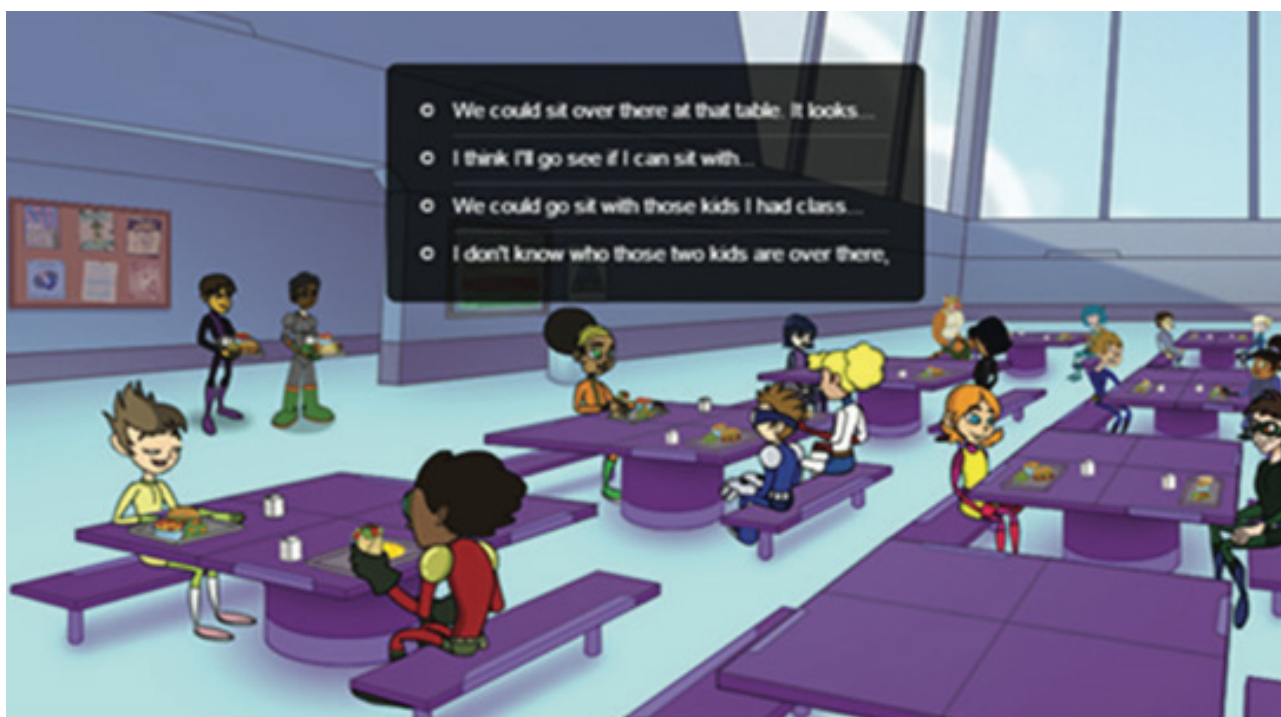 We could sit over there at that table. It looks...
I think I'll go see if I can sit with...
We could go sit with those kids I had class...
I don't know who those two kids are over there,